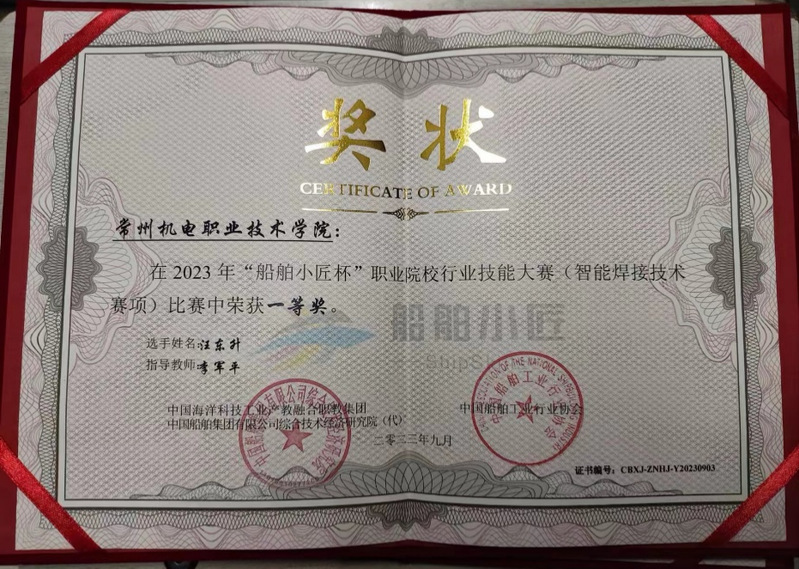 奖状
CERTIFICATE OF AWARD
常州机电职业技术学院：
在2023年“船舶小匠杯”职业院校行业技能大赛（智能焊接技术
赛项）比赛中荣获一等奖。
船舶小匠
选手姓名：汪东升
指导教师：李军平
中国海洋科技工业产教融合职教集团
中国船舶集团有限公司综合技术经济研究院（代）
中国船舶工业行业协会
二〇二三年九月
证书编号：CBXJ-ZNHJ-Y20230903